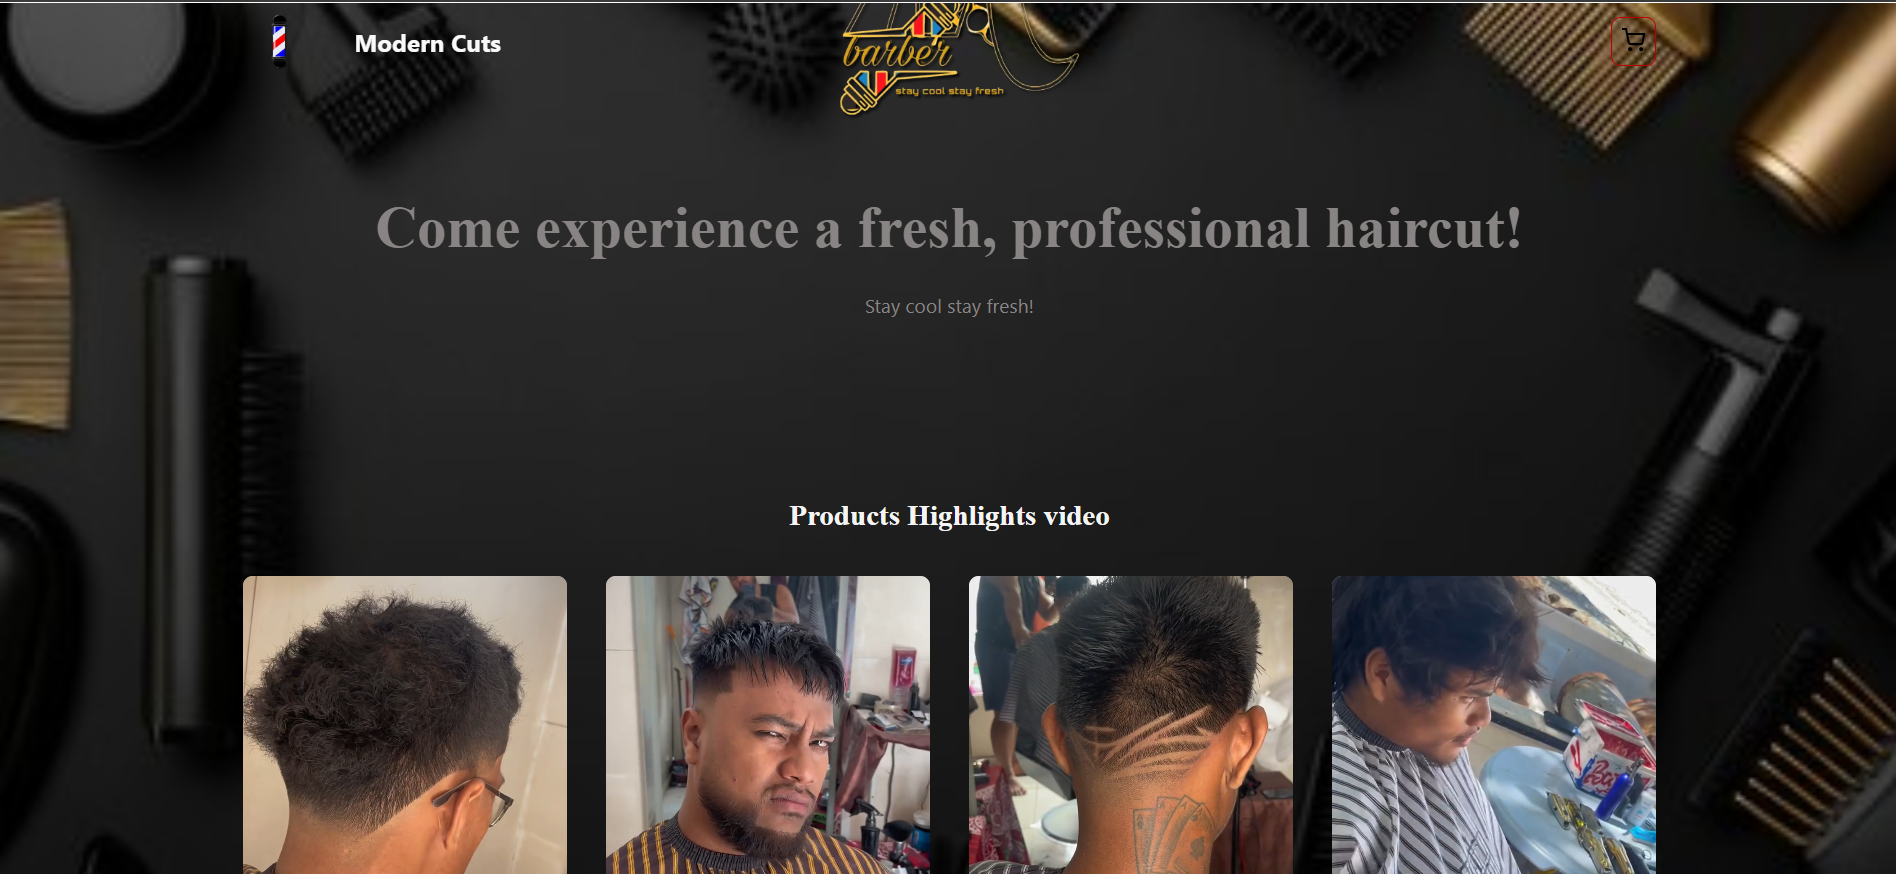 Modern Cuts
barber
stay cool stay fresh
Come experience a fresh, professional haircut!
Stay cool stay fresh!
Products Highlights video